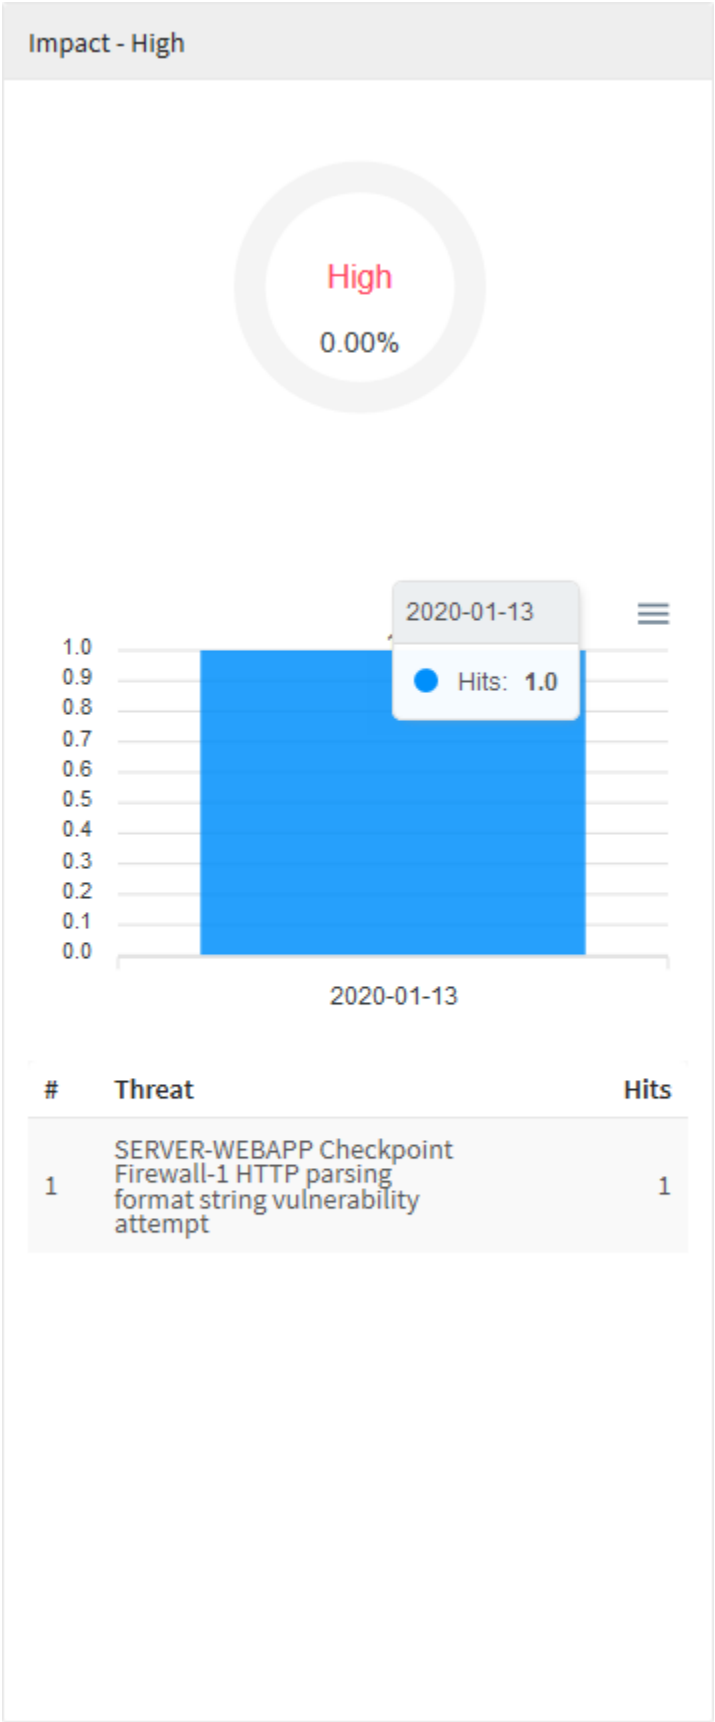 Impact - High
High
0.00%
2020-01-13
Hits: 1.0
1.0
0.9
0.8
0.7
0.6
0.5
0.4
0.3
0.2
0.1
0.0
2020-01-13
# Threat Hits
SERVER-WEBAPP Checkpoint
Firewall-1 HTTP parsing
1 1
format string vulnerability
attempt